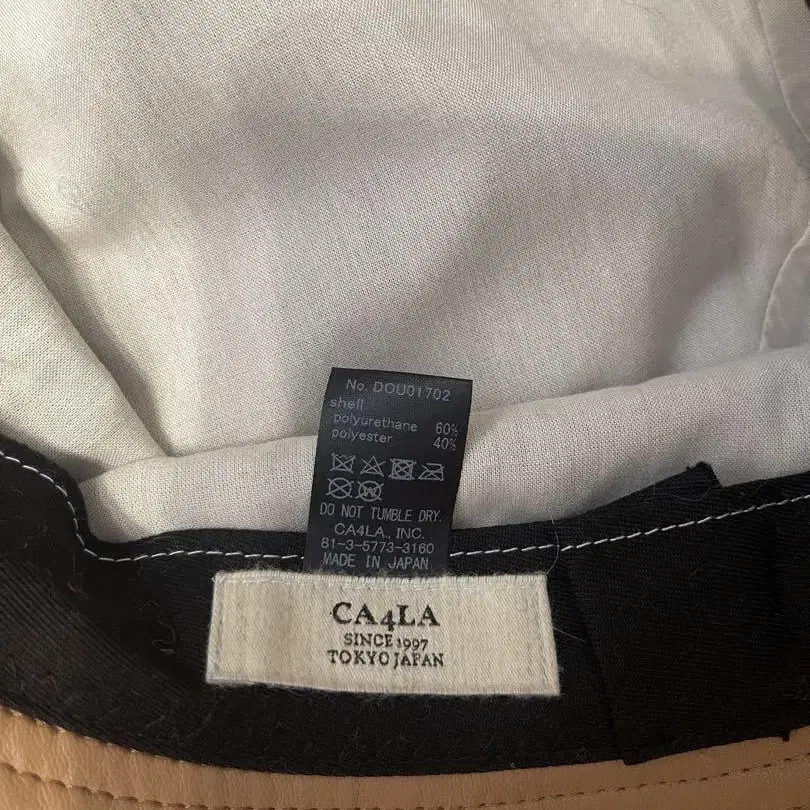 No. DOU01702
shell
polyurethane 60%
polyester 40%
W
DO NOT TUMBLE DRY.
CA4LA., INC.
81-3-5773-3160
MADE IN JAPAN
CA4LA
SINCE 1997
TOKYO JAPAN